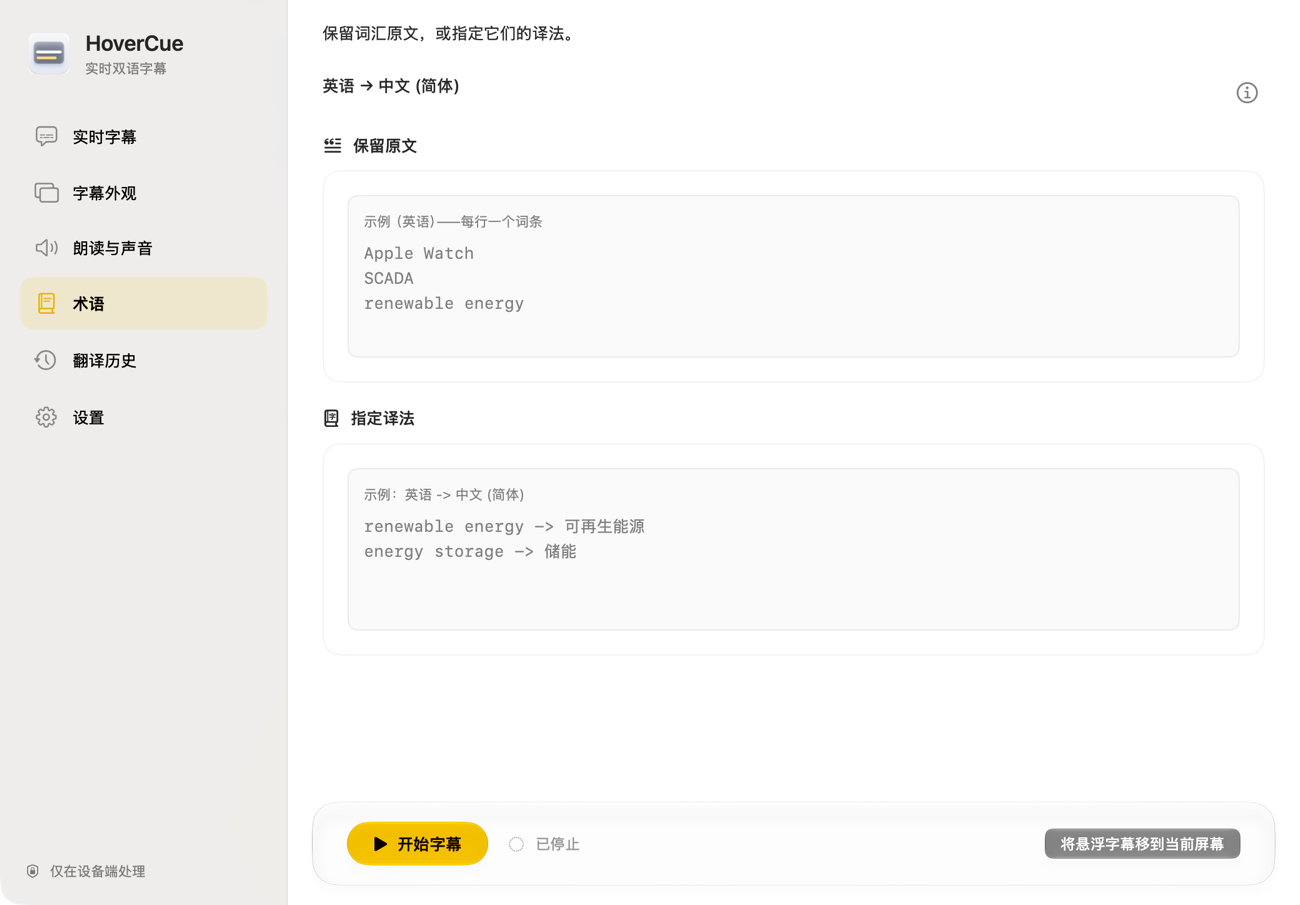 HoverCue
实时双语字幕
实时字幕
字幕外观
朗读与声音
术语
翻译历史
设置
仅在设备端处理
保留词汇原文，或指定它们的译法。
英语 → 中文 (简体)
保留原文
示例（英语）——每行一个词条
Apple Watch
SCADA
renewable energy
指定译法
示例：英语 -> 中文 (简体)
renewable energy —> 可再生能源
energy storage —> 储能
开始字幕
已停止
将悬浮字幕移到当前屏幕